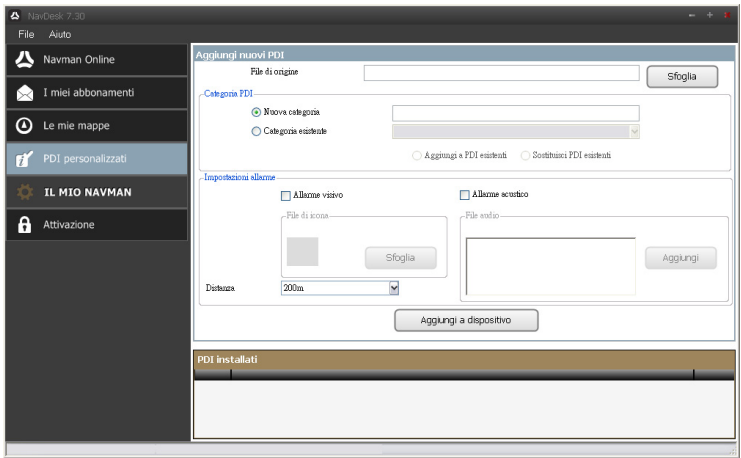 NavDesk 7.30
File Aiuto
Navman Online
I miei abbonamenti
Le mie mappe
PDI personalizzati
IL MIO NAVMAN
Attivazione
Aggiungi nuovi PDI
File di origine
Sfoglia
Categoria PDI
Nuova categoria
Categoria esistente
Aggiungi a PDI esistenti Sostituisci PDI esistenti
Impostazioni allarme
Allarme visivo Allarme acustico
File di icona File audio
Sfoglia Aggiungi
Distanza 200m
Aggiungi a dispositivo
PDI installati